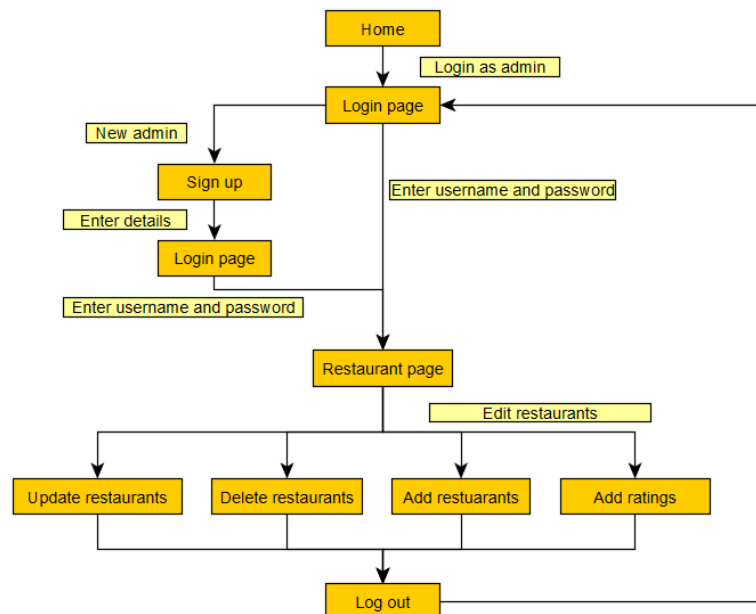 Home
Login as admin
Login page
New admin
Sign up
Enter username and password
Enter details
Login page
Enter username and password
Restaurant page
Edit restaurants
Update restaurants
Delete restaurants
Add restuarants
Add ratings
Log out